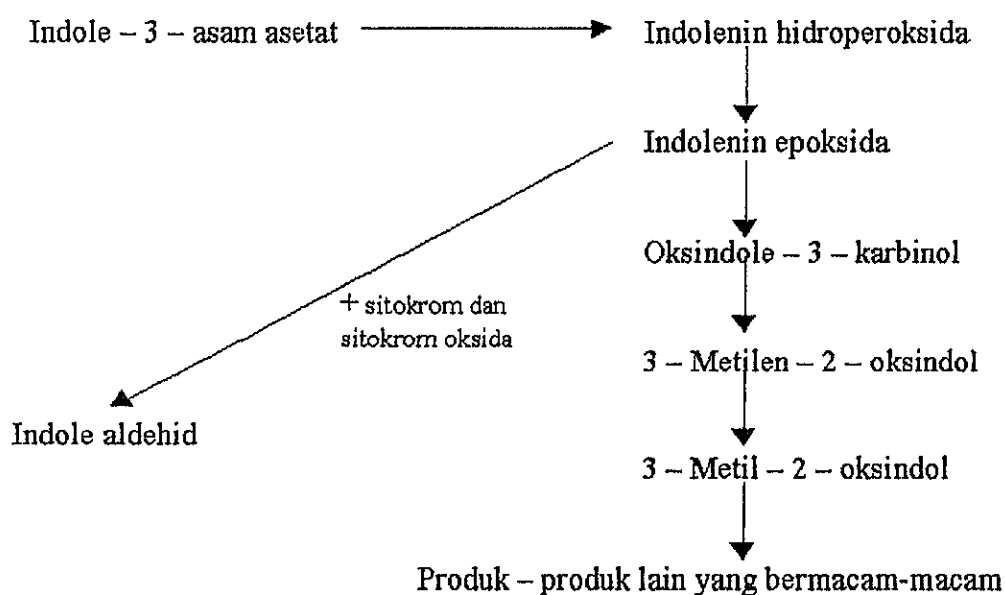 Indole – 3 – asam asetat
Indolenin hidroperoksida
Indolenin epoksida
Oksindole – 3 – karbinol
+ sitokrom dan
sitokrom oksida
3 – Metilen – 2 – oksindol
Indole aldehid
3 – Metil – 2 – oksindol
Produk – produk lain yang bermacam-macam